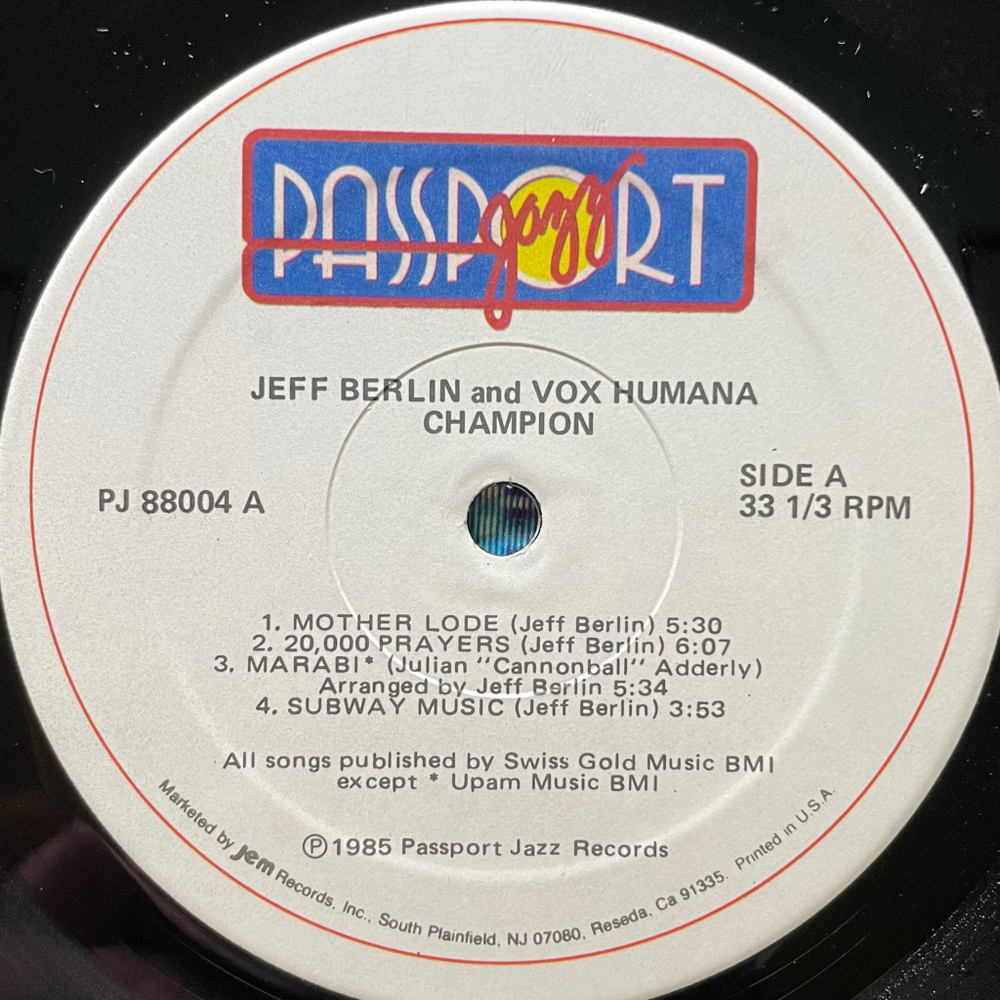 PASSPORT
jazz
JEFF BERLIN and VOX HUMANA
CHAMPION
PJ 88004 A
SIDE A
33 1/3 RPM
1. MOTHER LODE (Jeff Berlin) 5:30
2. 20,000 PRAYERS (Jeff Berlin) 6:07
3. MARABI* (Julian "Cannonball" Adderly)
Arranged by Jeff Berlin 5:34
4. SUBWAY MUSIC (Jeff Berlin) 3:53
All songs published by Swiss Gold Music BMI
except * Upam Music BMI
℗1985 Passport Jazz Records
Marketed by Jem Records, Inc., South Plainfield, NJ 07080, Reseda, Ca 91335. Printed in U.S.A.